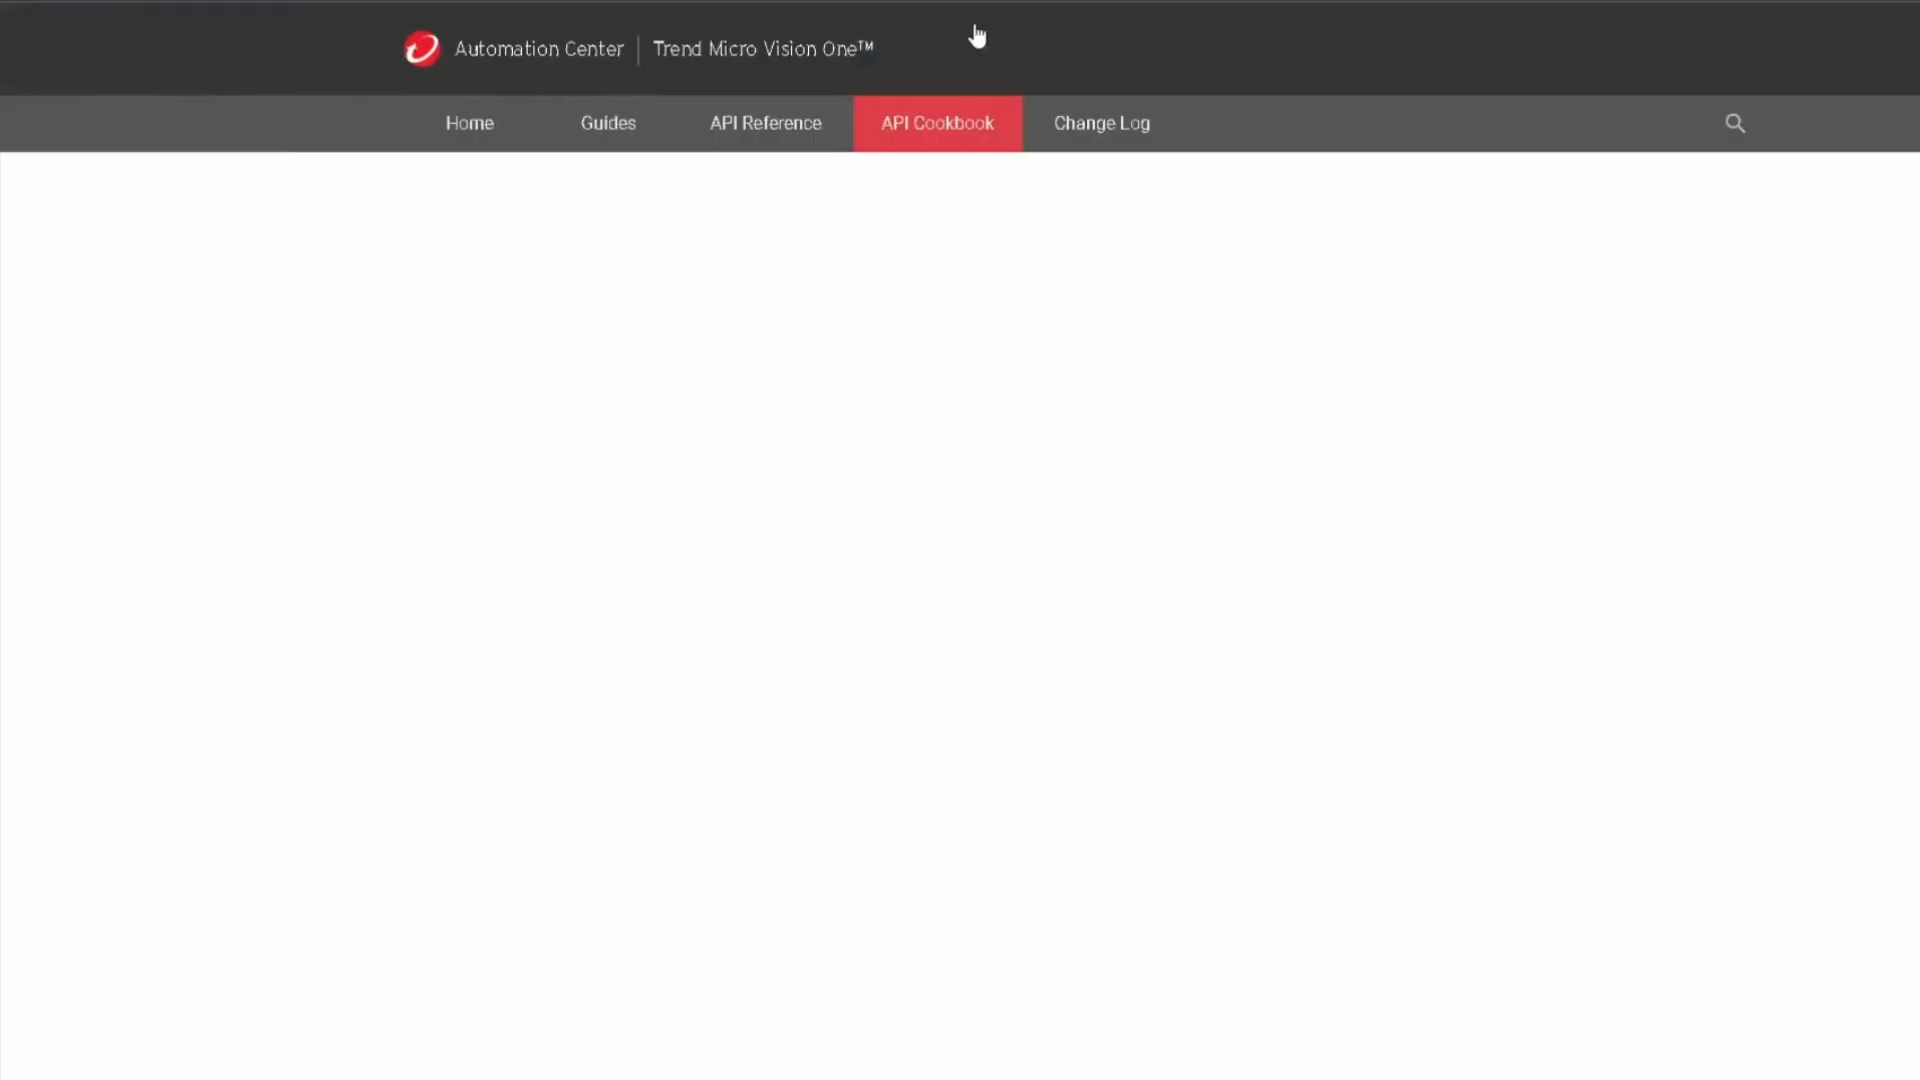 Automation Center | Trend Micro Vision One™
Home Guides API Reference API Cookbook Change Log